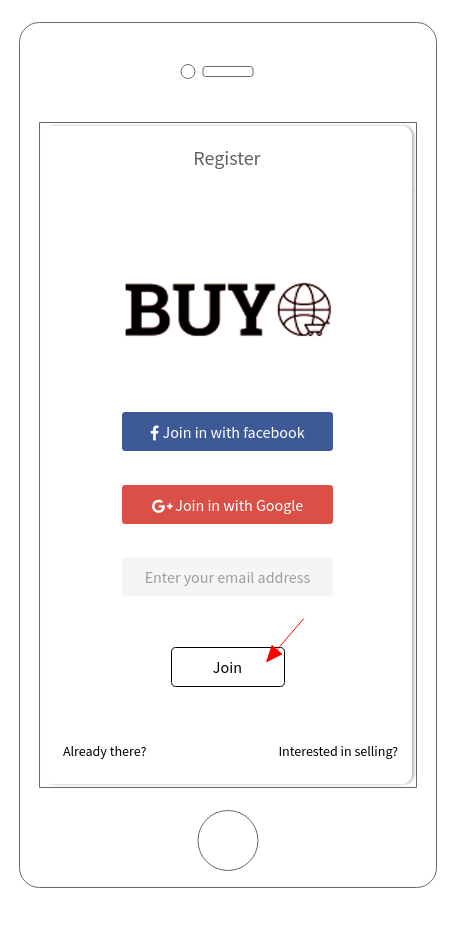 Register
BUY
Join in with facebook
G+ Join in with Google
Enter your email address
Join
Already there?
Interested in selling?